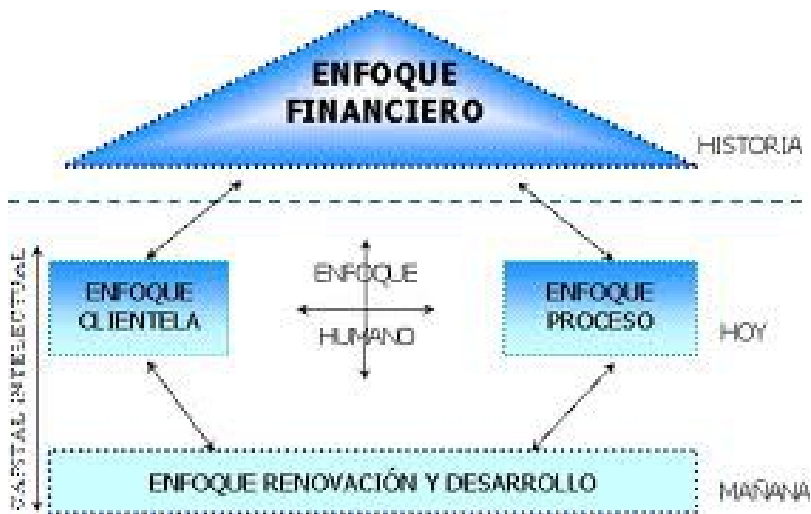 ENFOQUE
FINANCIERO
HISTORIA
CAPITAL INTELECTUAL
ENFOQUE
CLIENTELA
ENFOQUE
HUMANO
ENFOQUE
PROCESO
HOY
ENFOQUE RENOVACIÓN Y DESARROLLO
MAÑANA